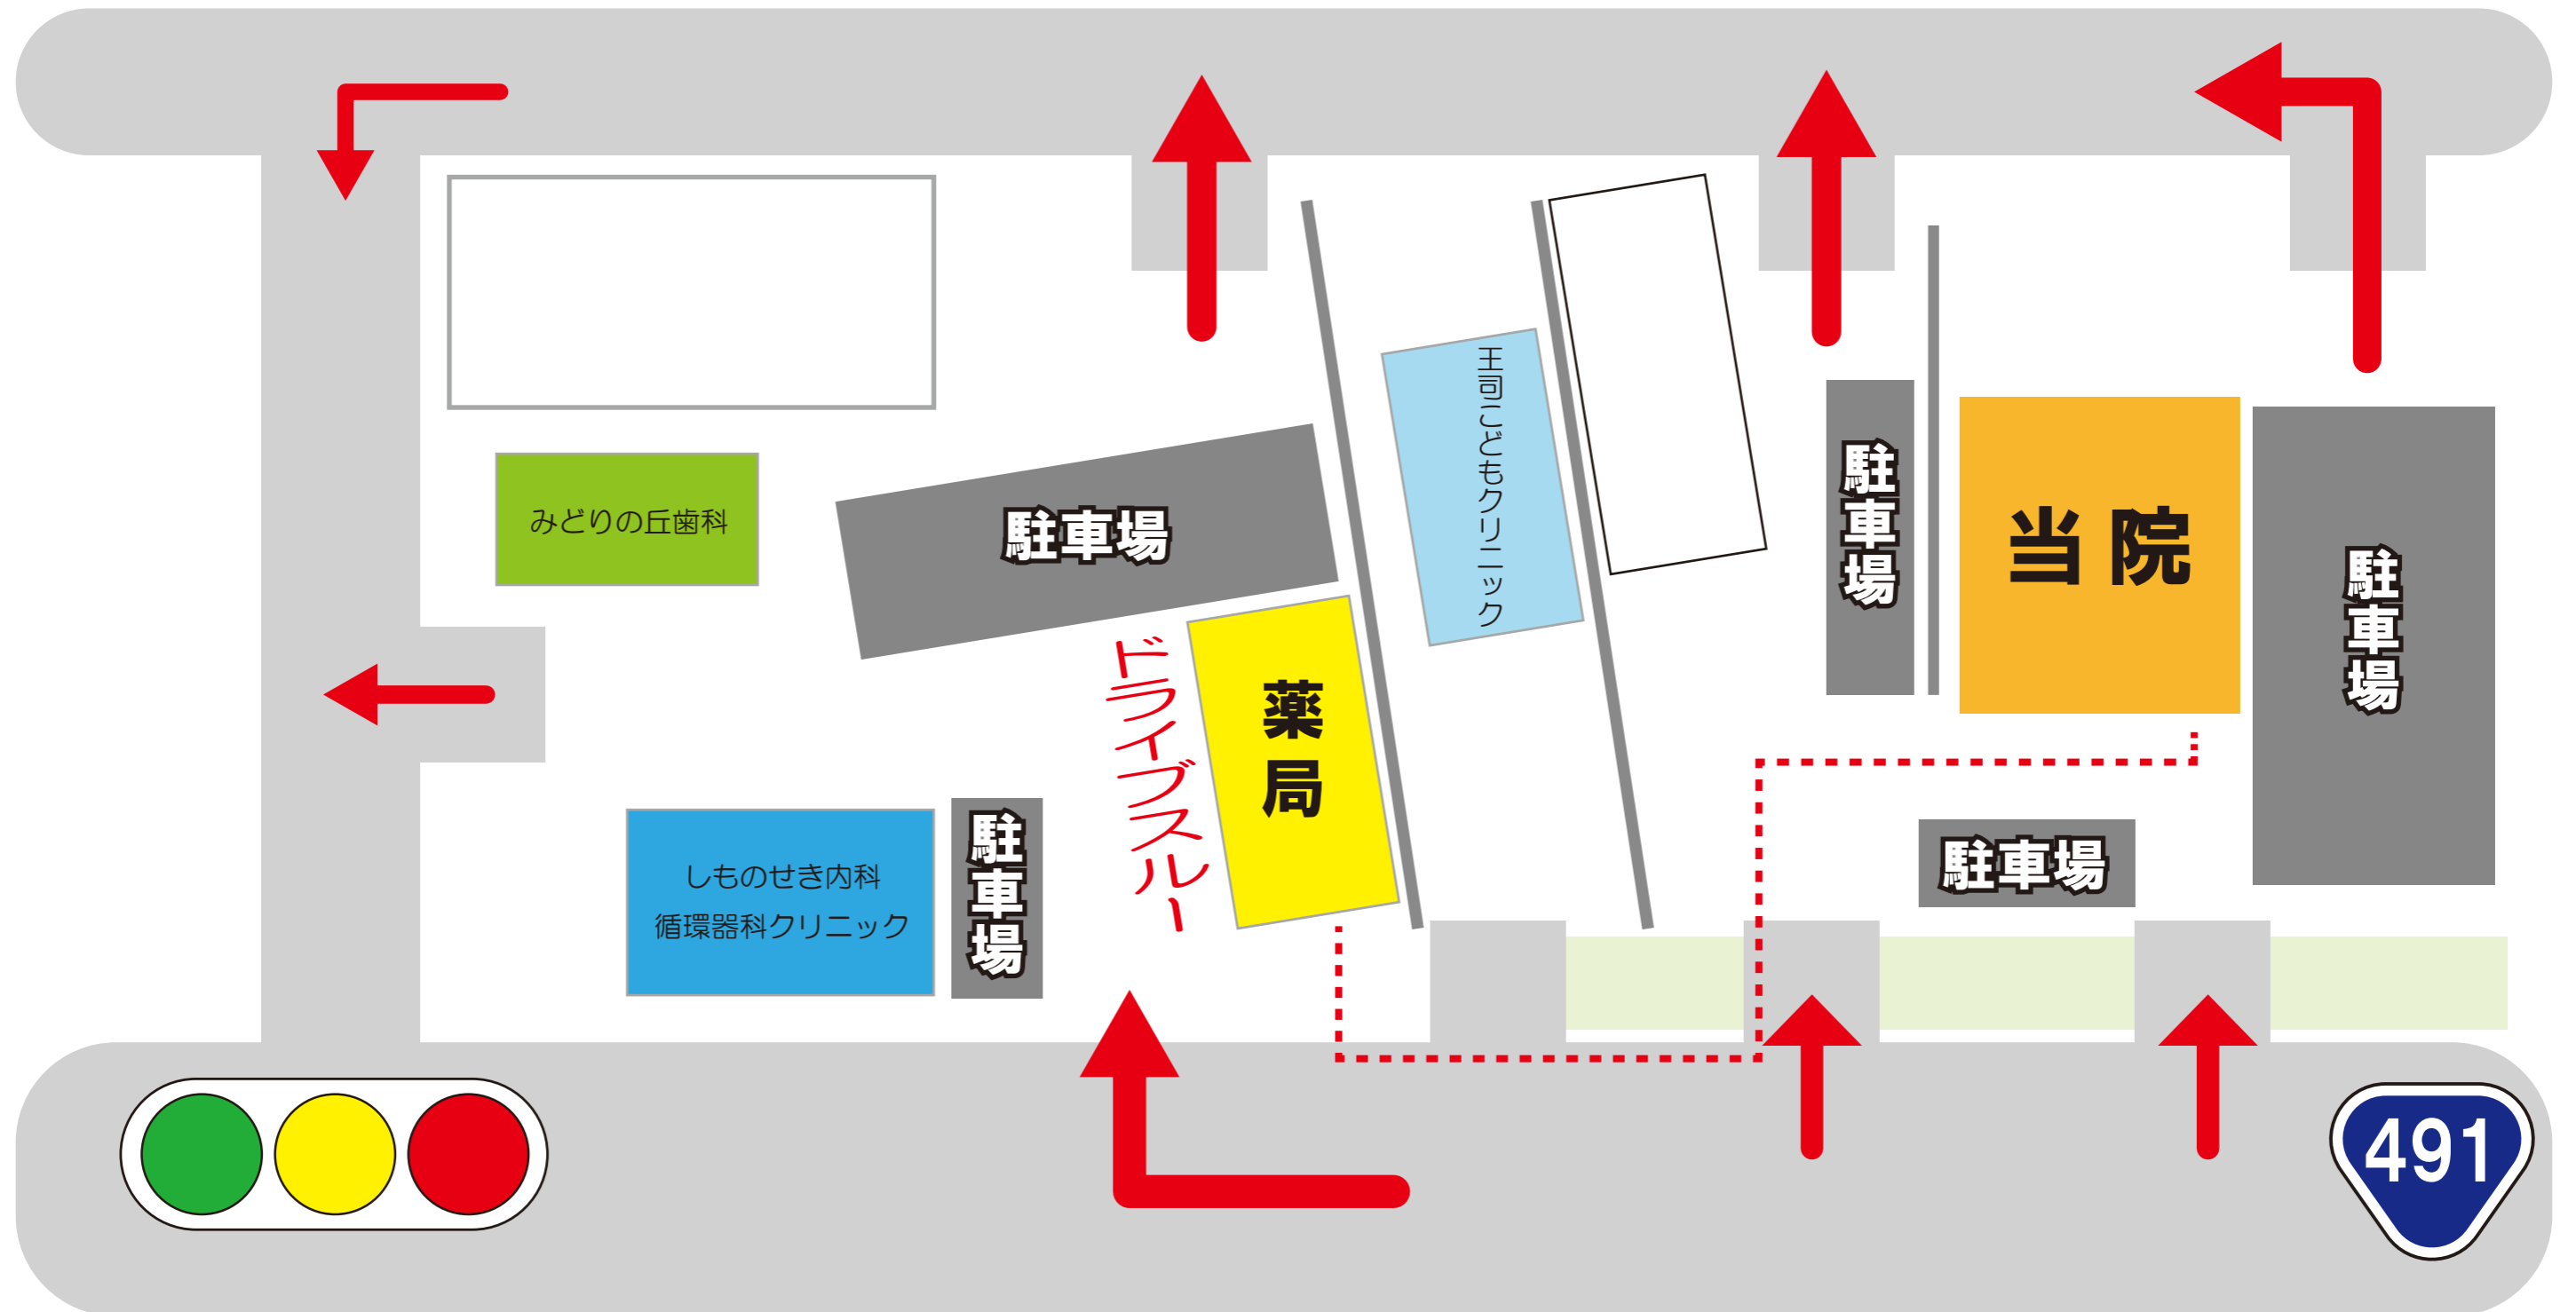 みどりの丘歯科
駐車場
王司こどもクリニック
駐車場
当院
駐車場
ドライブスルー
薬局
しものせき内科
循環器科クリニック
駐車場
駐車場
491